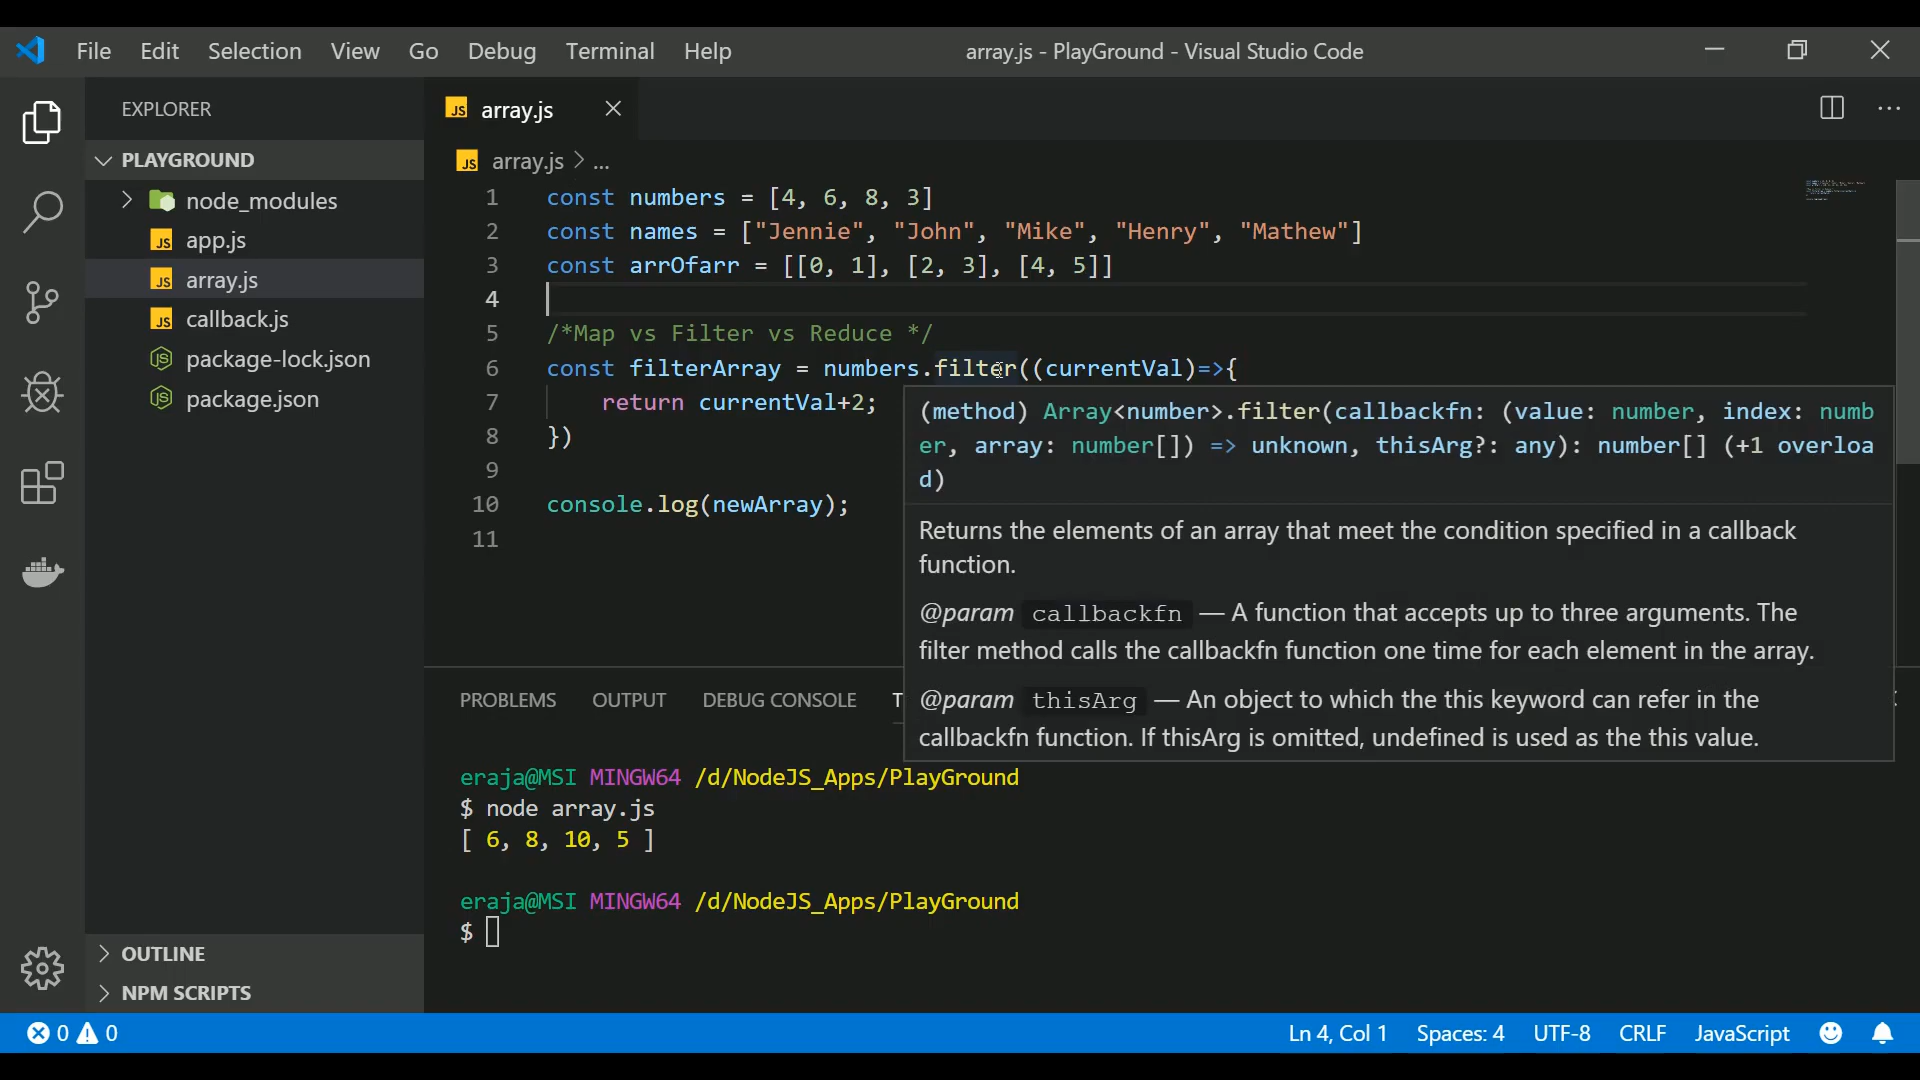 File Edit Selection View Go Debug Terminal Help array.js - PlayGround - Visual Studio Code
EXPLORER
PLAYGROUND
node_modules
JS app.js
JS array.js
JS callback.js
package-lock.json
package.json
OUTLINE
NPM SCRIPTS
JS array.js
JS array.js > ...
1 const numbers = [4, 6, 8, 3]
2 const names = ["Jennie", "John", "Mike", "Henry", "Mathew"]
3 const arrOfarr = [[0, 1], [2, 3], [4, 5]]
4
5 /*Map vs Filter vs Reduce */
6 const filterArray = numbers.filter((currentVal)=>{
7 return currentVal+2;
8 })
9
10 console.log(newArray);
11
(method) Array<number>.filter(callbackfn: (value: number, index: numb
er, array: number[]) => unknown, thisArg?: any): number[] (+1 overloa
d)
Returns the elements of an array that meet the condition specified in a callback
function.
@param callbackfn — A function that accepts up to three arguments. The
filter method calls the callbackfn function one time for each element in the array.
@param thisArg — An object to which the this keyword can refer in the
callbackfn function. If thisArg is omitted, undefined is used as the this value.
PROBLEMS OUTPUT DEBUG CONSOLE T
eraja@MSI MINGW64 /d/NodeJS_Apps/PlayGround
$ node array.js
[ 6, 8, 10, 5 ]
eraja@MSI MINGW64 /d/NodeJS_Apps/PlayGround
$
0 0 Ln 4, Col 1 Spaces: 4 UTF-8 CRLF JavaScript